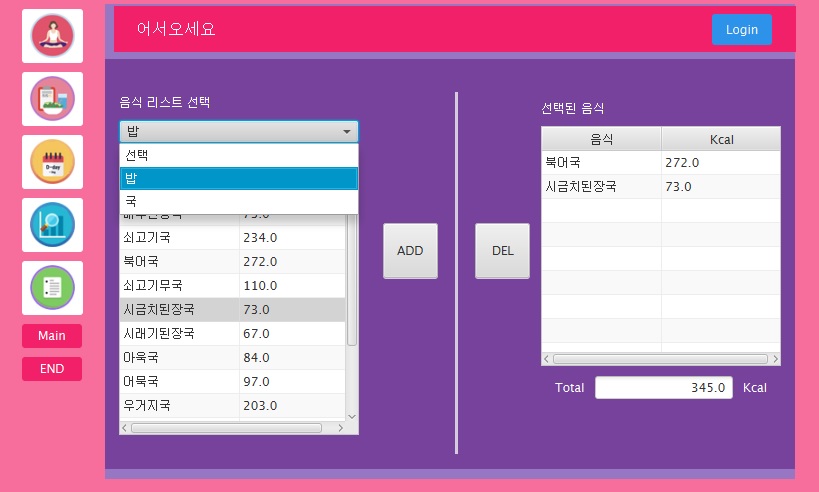 어서오세요
Login
음식 리스트 선택
밥
선택
밥
국
쇠고기국 234.0
북어국 272.0
쇠고기무국 110.0
시금치된장국 73.0
시래기된장국 67.0
아욱국 84.0
어묵국 97.0
우거지국 203.0
ADD
DEL
선택된 음식
음식 Kcal
북어국 272.0
시금치된장국 73.0
Total 345.0 Kcal
D-day
Main
END